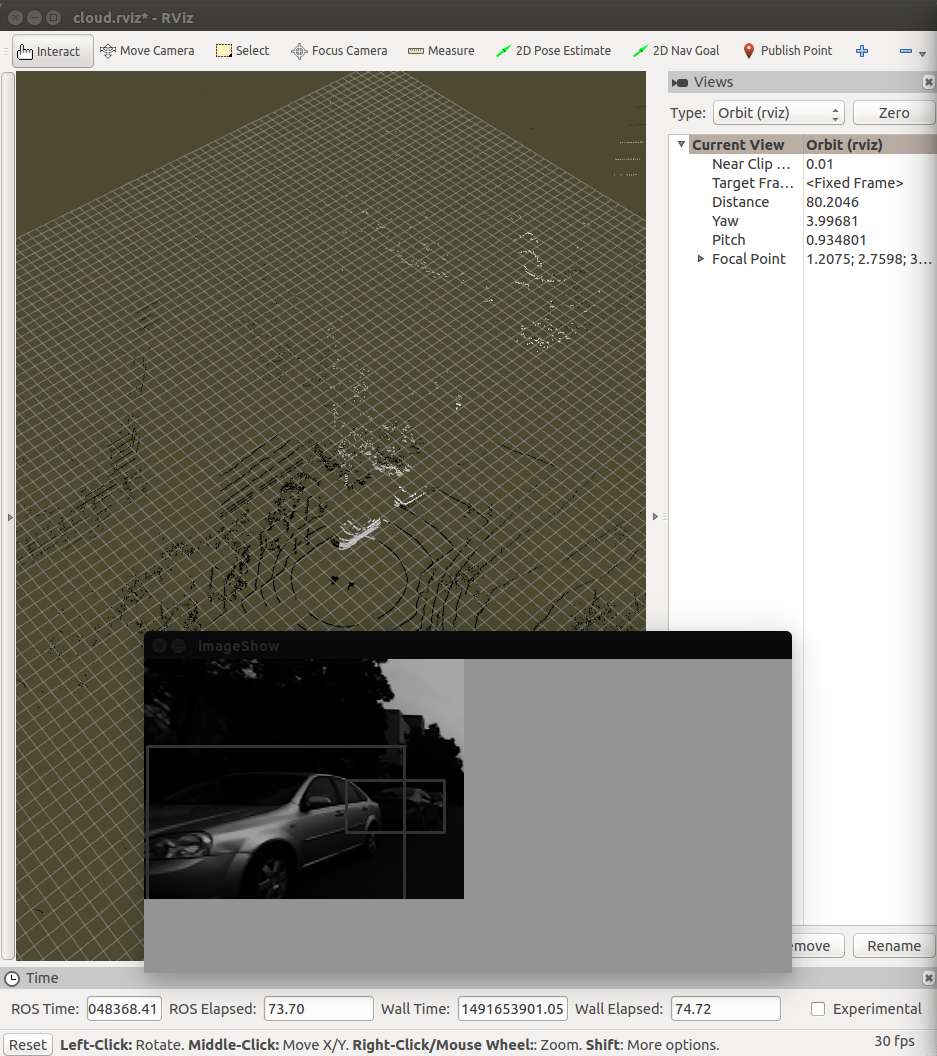 cloud.rviz* - RViz
Interact Move Camera Select Focus Camera Measure 2D Pose Estimate 2D Nav Goal Publish Point
Views
Type: Orbit (rviz) Zero
Current View Orbit (rviz)
Near Clip ... 0.01
Target Fra... <Fixed Frame>
Distance 80.2046
Yaw 3.99681
Pitch 0.934801
Focal Point 1.2075; 2.7598; 3...
imageShow
emove Rename
Time
ROS Time: 048368.41 ROS Elapsed: 73.70 Wall Time: 1491653901.05 Wall Elapsed: 74.72 Experimental
Reset Left-Click: Rotate. Middle-Click: Move X/Y. Right-Click/Mouse Wheel:: Zoom. Shift: More options. 30 fps